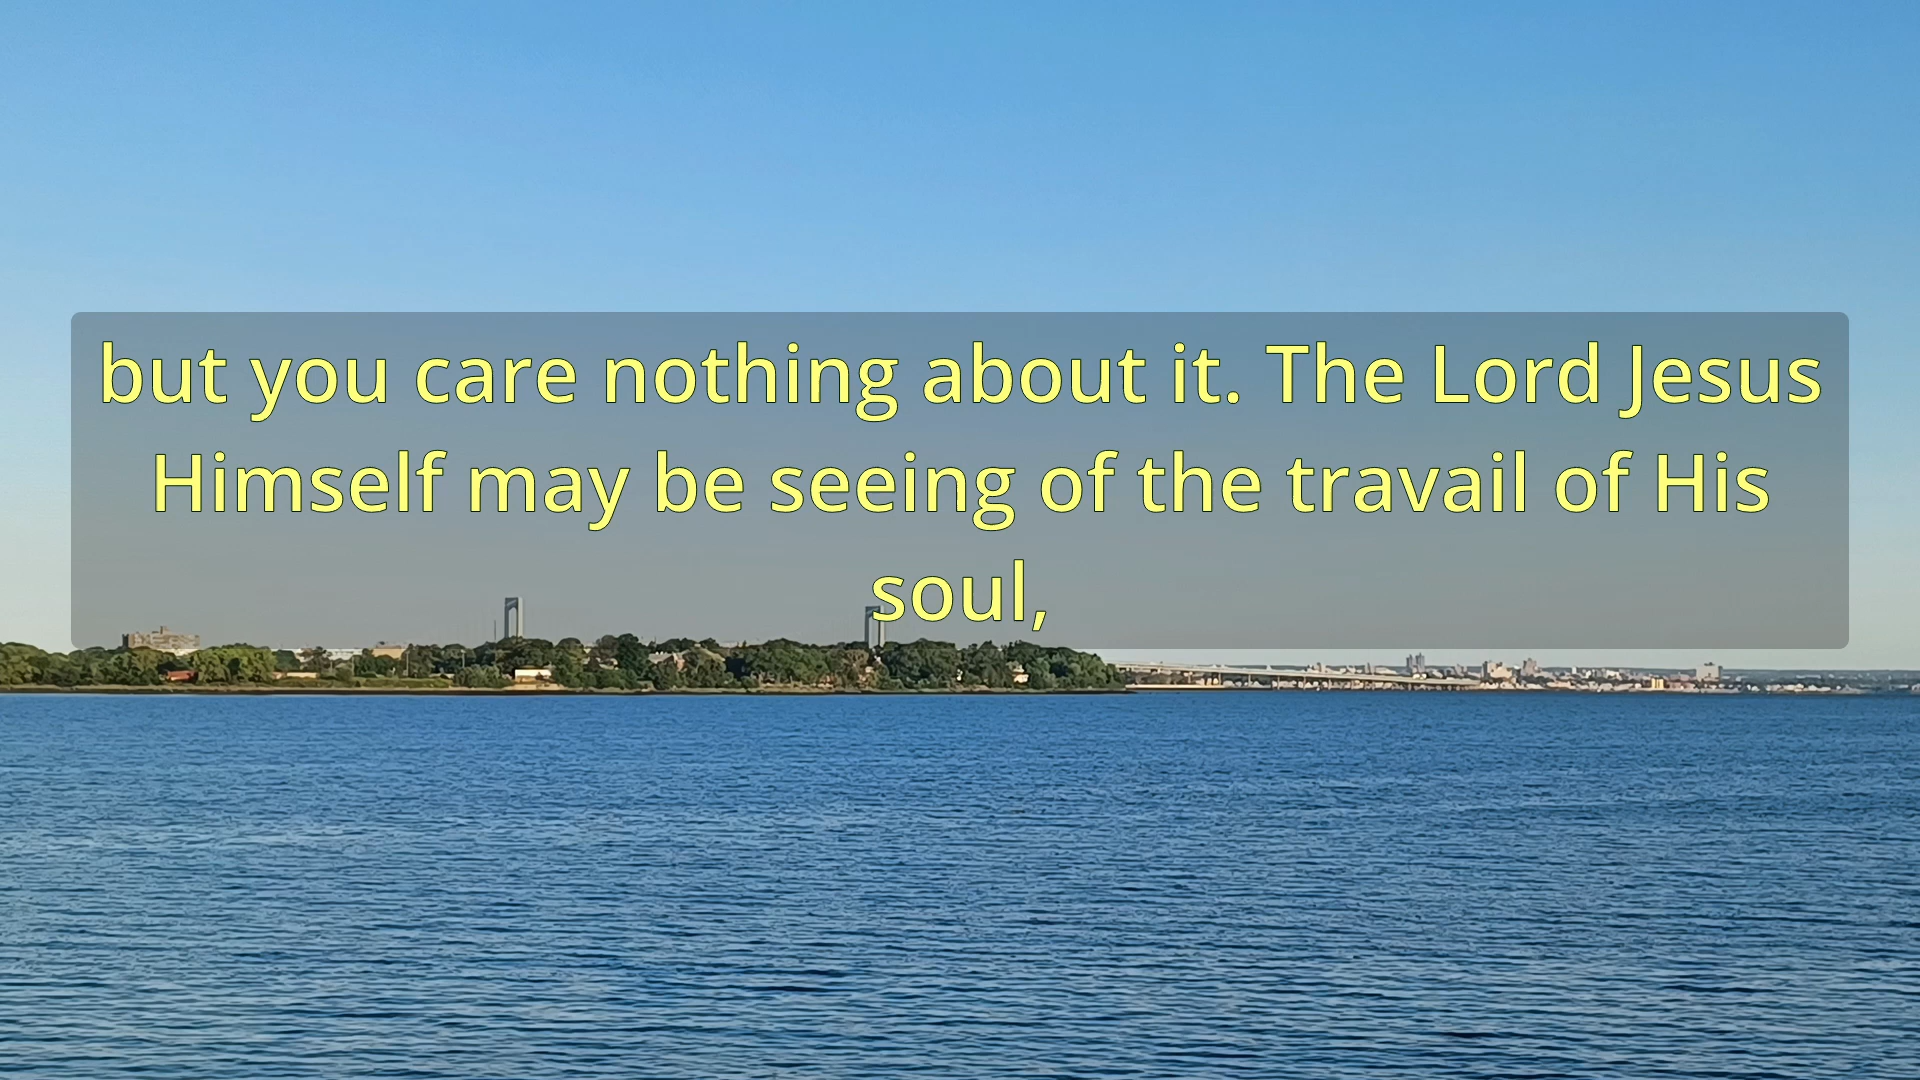 but you care nothing about it. The Lord Jesus
Himself may be seeing of the travail of His
soul,